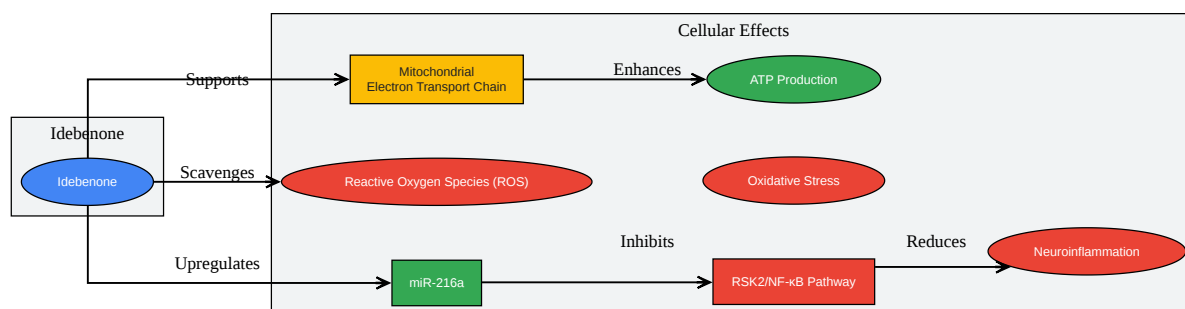 Cellular Effects
Supports
Mitochondrial
Electron Transport Chain
Enhances
ATP Production
Idebenone
Idebenone
Scavenges
Reactive Oxygen Species (ROS)
Oxidative Stress
Upregulates
miR-216a
Inhibits
RSK2/NF-κB Pathway
Reduces
Neuroinflammation